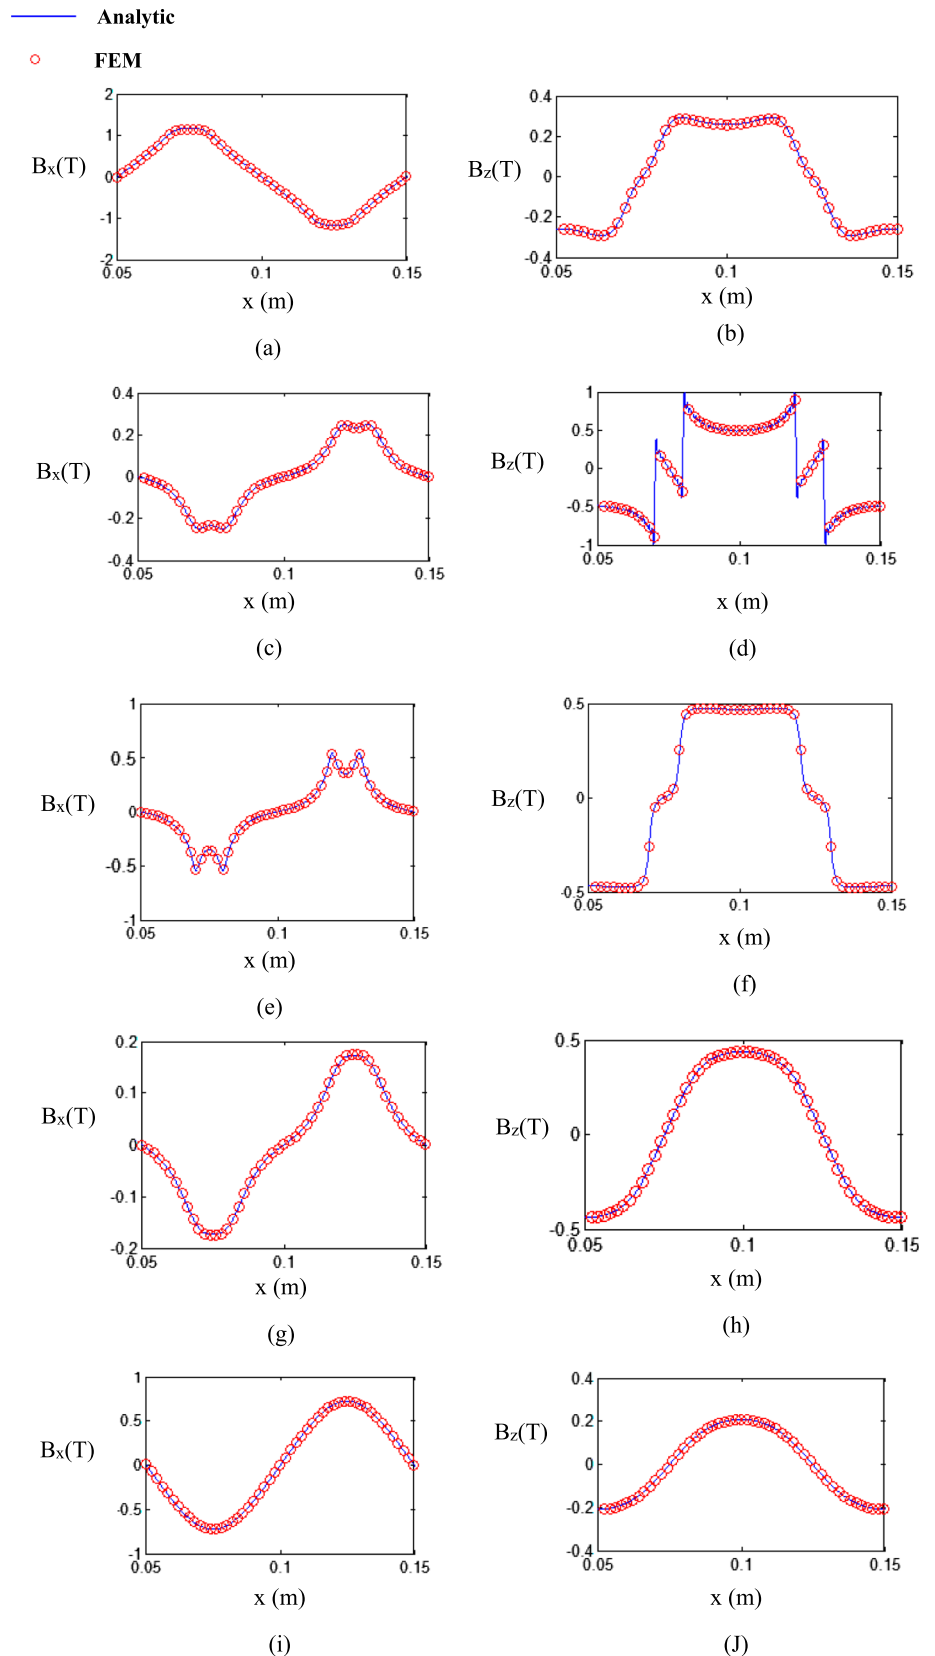 Analytic
FEM
2
1
0
-1
-2
0.05 0.1 0.15
Bx(T)
x (m)
(a)
0.4
0.2
0
-0.2
-0.4
0.05 0.1 0.15
Bz(T)
x (m)
(b)
0.4
0.2
0
-0.2
-0.4
0.05 0.1 0.15
Bx(T)
x (m)
(c)
1
0.5
0
-0.5
-1
0.05 0.1 0.15
Bz(T)
x (m)
(d)
1
0.5
0
-0.5
-1
0.05 0.1 0.15
Bx(T)
x (m)
(e)
0.5
0
-0.5
0.05 0.1 0.15
Bz(T)
x (m)
(f)
0.2
0.1
0
-0.1
-0.2
0.05 0.1 0.15
Bx(T)
x (m)
(g)
0.5
0
-0.5
0.05 0.1 0.15
Bz(T)
x (m)
(h)
1
0.5
0
-0.5
-1
0.05 0.1 0.15
Bx(T)
x (m)
(i)
0.4
0.2
0
-0.2
-0.4
0.05 0.1 0.15
Bz(T)
x (m)
(J)